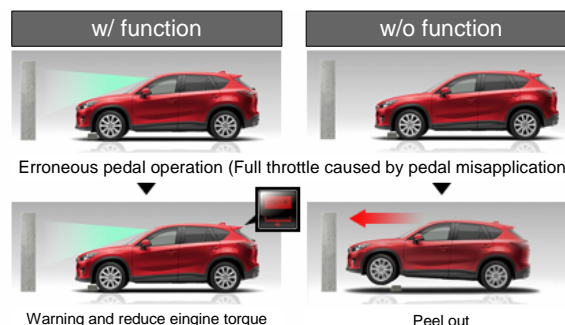 w/ function
w/o function
Erroneous pedal operation (Full throttle caused by pedal misapplication
Warning and reduce eingine torque
Peel out